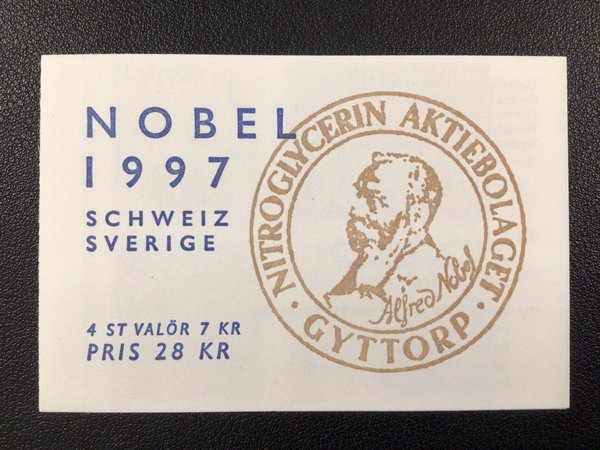 NOBEL
1997
SCHWEIZ
SVERIGE
4 ST VALÖR 7 KR
PRIS 28 KR
NITROGLYCERIN AKTIEBOLAGET
· GYTTORP ·
Alfred Nobel